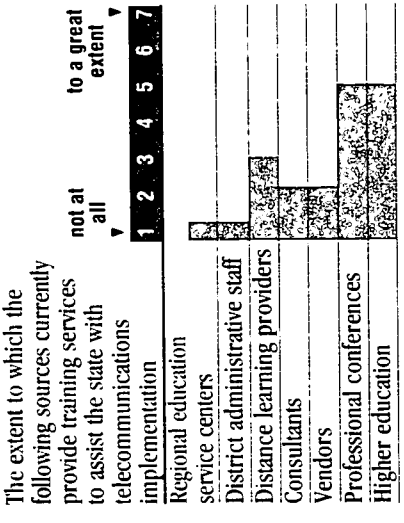 The extent to which the
following sources currently
provide training services
to assist the state with
telecommunications
implementation
not at
all
to a great
extent
1 2 3 4 5 6 7
Regional education
service centers
District administrative staff
Distance learning providers
Consultants
Vendors
Professional conferences
Higher education